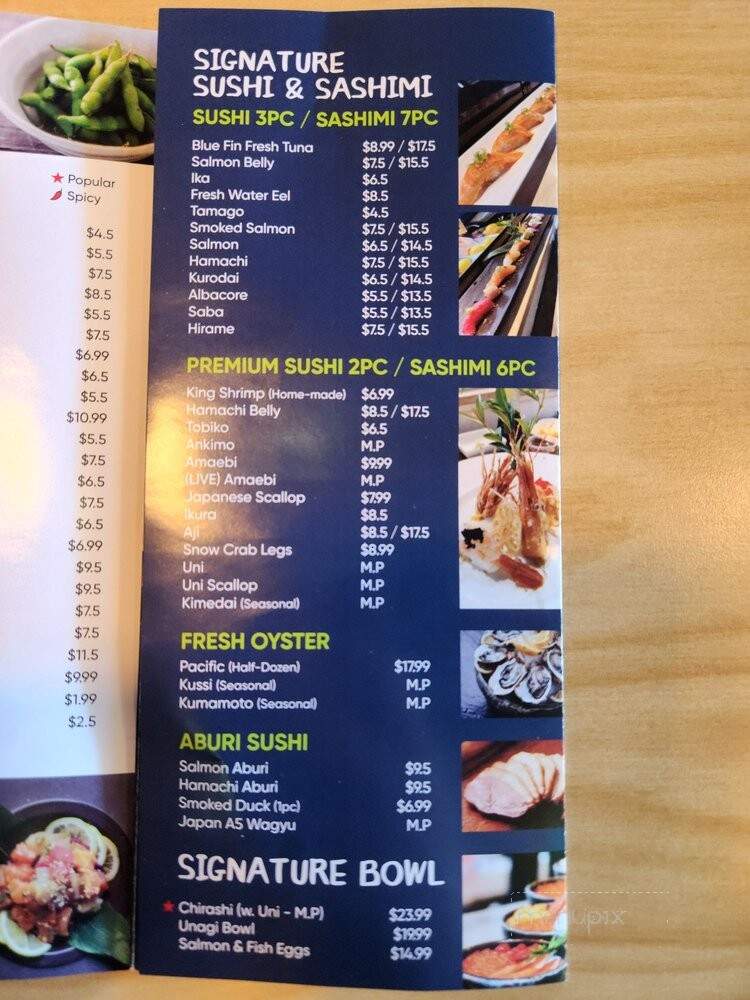 ★ Popular
Spicy
$4.5
$5.5
$7.5
$8.5
$5.5
$7.5
$6.99
$6.5
$5.5
$10.99
$5.5
$7.5
$6.5
$7.5
$6.5
$6.99
$9.5
$9.5
$7.5
$7.5
$11.5
$9.99
$1.99
$2.5
SIGNATURE
SUSHI & SASHIMI
SUSHI 3PC / SASHIMI 7PC
Blue Fin Fresh Tuna $8.99 / $17.5
Salmon Belly $7.5 / $15.5
Ika $6.5
Fresh Water Eel $8.5
Tamago $4.5
Smoked Salmon $7.5 / $15.5
Salmon $6.5 / $14.5
Hamachi $7.5 / $15.5
Kurodai $6.5 / $14.5
Albacore $5.5 / $13.5
Saba $5.5 / $13.5
Hirame $7.5 / $15.5
PREMIUM SUSHI 2PC / SASHIMI 6PC
King Shrimp (Home-made) $6.99
Hamachi Belly $8.5 / $17.5
Tobiko $6.5
Ankimo M.P
Amaebi $9.99
(LIVE) Amaebi M.P
Japanese Scallop $7.99
Ikura $8.5
Aji $8.5 / $17.5
Snow Crab Legs $8.99
Uni M.P
Uni Scallop M.P
Kimedai (Seasonal) M.P
FRESH OYSTER
Pacific (Half-Dozen) $17.99
Kussi (Seasonal) M.P
Kumamoto (Seasonal) M.P
ABURI SUSHI
Salmon Aburi $9.5
Hamachi Aburi $9.5
Smoked Duck (1pc) $6.99
Japan A5 Wagyu M.P
SIGNATURE BOWL
★ Chirashi (w. Uni - M.P) $23.99
Unagi Bowl $19.99
Salmon & Fish Eggs $14.99